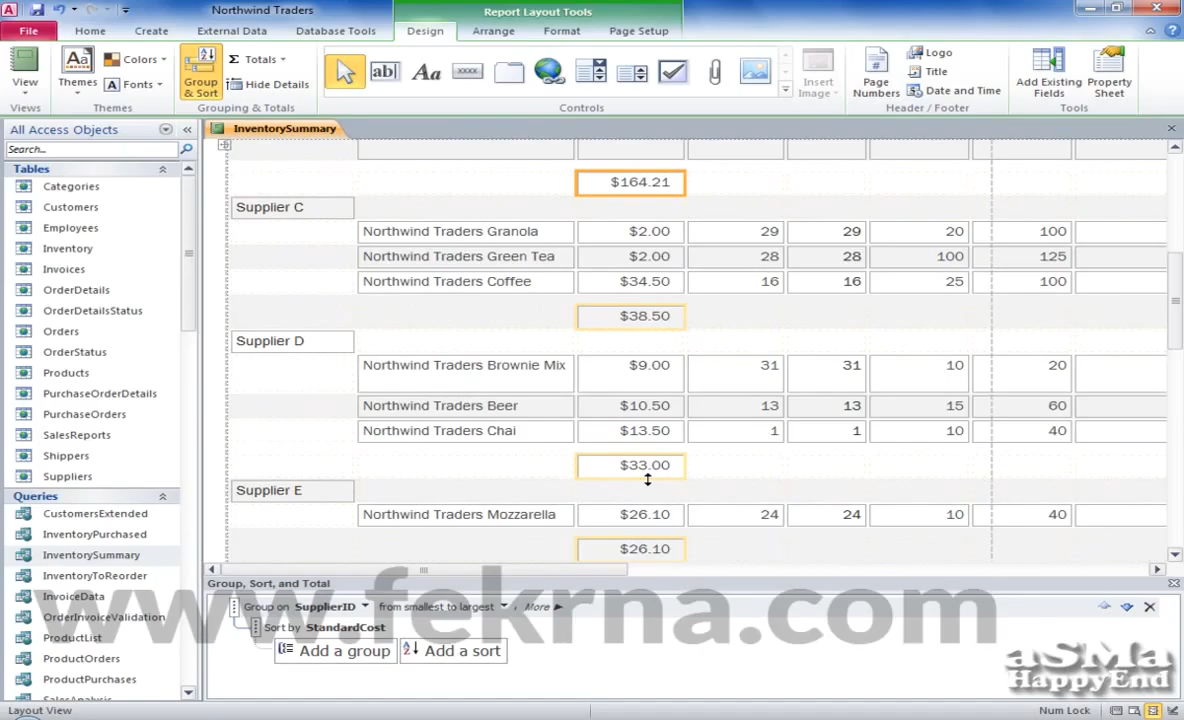 Northwind Traders
Report Layout Tools
File Home Create External Data Database Tools Design Arrange Format Page Setup
View
Views
Themes
Colors
Fonts
Themes
Group & Sort
Totals
Hide Details
Grouping & Totals
Controls
Insert Image
Page Numbers
Logo
Title
Date and Time
Header / Footer
Add Existing Fields
Property Sheet
Tools
All Access Objects
Search...
Tables
Categories
Customers
Employees
Inventory
Invoices
OrderDetails
OrderDetailsStatus
Orders
OrderStatus
Products
PurchaseOrderDetails
PurchaseOrders
SalesReports
Shippers
Suppliers
Queries
CustomersExtended
InventoryPurchased
InventorySummary
InventoryToReorder
InvoiceData
OrderInvoiceValidation
ProductList
ProductOrders
ProductPurchases
SalesAnalysis
InventorySummary
$164.21
Supplier C
Northwind Traders Granola $2.00 29 29 20 100
Northwind Traders Green Tea $2.00 28 28 100 125
Northwind Traders Coffee $34.50 16 16 25 100
$38.50
Supplier D
Northwind Traders Brownie Mix $9.00 31 31 10 20
Northwind Traders Beer $10.50 13 13 15 60
Northwind Traders Chai $13.50 1 1 10 40
$33.00
Supplier E
Northwind Traders Mozzarella $26.10 24 24 10 40
$26.10
Group, Sort, and Total
Group on SupplierID from smallest to largest , More
Sort by StandardCost
Add a group Add a sort
www.fekrna.com
aSMa
HappyEnd
Layout View
Num Lock